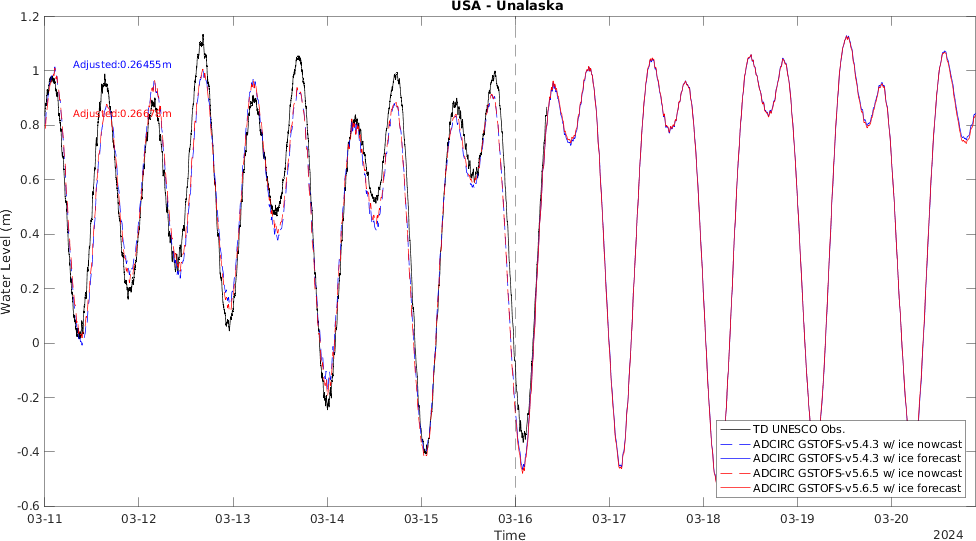 USA - Unalaska
1.2
1
0.8
0.6
0.4
0.2
0
-0.2
-0.4
-0.6
Water Level (m)
Adjusted:0.26455m
TD UNESCO Obs.
ADCIRC GSTOFS-v5.4.3 w/ ice nowcast
ADCIRC GSTOFS-v5.4.3 w/ ice forecast
ADCIRC GSTOFS-v5.6.5 w/ ice nowcast
ADCIRC GSTOFS-v5.6.5 w/ ice forecast
03-11 03-12 03-13 03-14 03-15 03-16 03-17 03-18 03-19 03-20
Time
2024